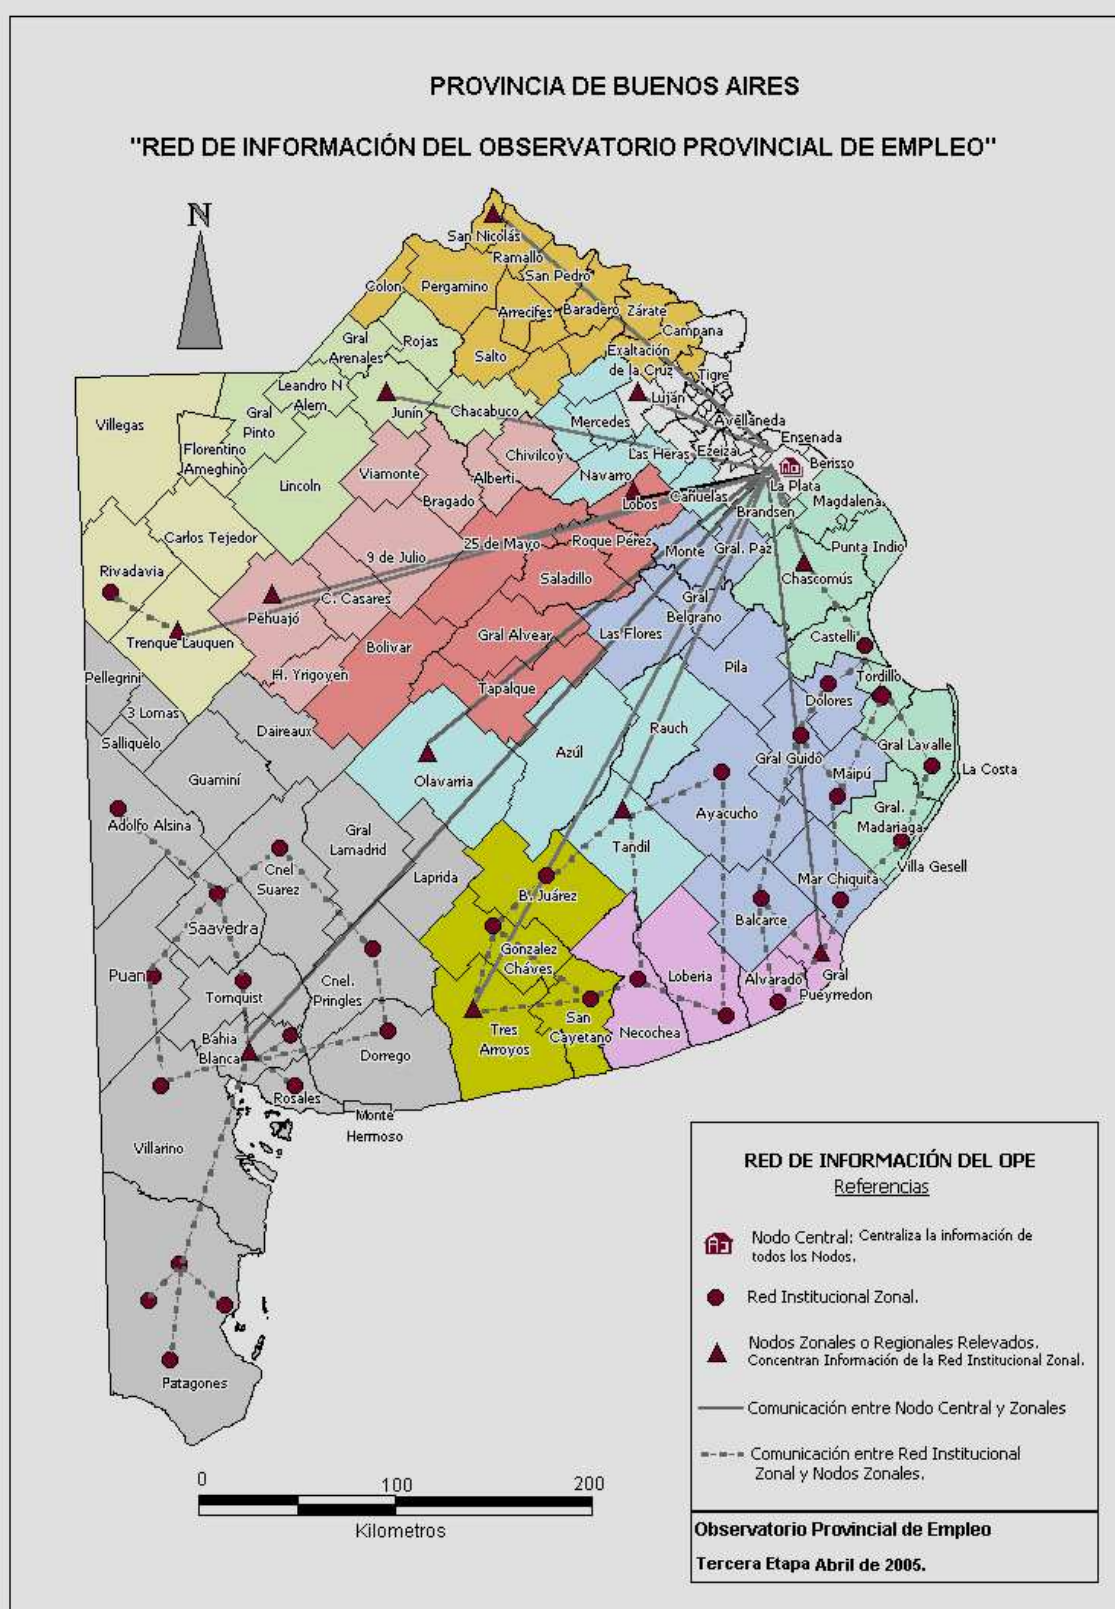 PROVINCIA DE BUENOS AIRES
"RED DE INFORMACIÓN DEL OBSERVATORIO PROVINCIAL DE EMPLEO"
N
San Nicolás
Ramallo
San Pedro
Colon
Pergamino
Arrecifes
Baradero
Zárate
Campana
Gral
Arenales
Rojas
Salto
Exaltación
de la Cruz
Tigre
Leandro N
Alem
Luján
Villegas
Gral
Pinto
Junín
Chacabuco
Mercedes
Avellaneda
Ensenada
Florentino
Ameghino
Viamonte
Chivilcoy
Las Heras
Ezeiza
Berisso
Lincoln
Alberti
Navarro
La Plata
Bragado
Lobos
Cañuelas
Brandsen
Magdalena
Carlos Tejedor
9 de Julio
25 de Mayo
Roque Pérez
Monte
Gral. Paz
Punta Indio
Rivadavia
C. Casares
Saladillo
Chascomús
Pehuajó
Gral
Belgrano
Trenque Lauquen
Bolivar
Gral Alvear
Las Flores
Castelli
Pellegrini
H. Yrigoyen
Tapalque
Pila
Tordillo
3 Lomas
Daireaux
Dolores
Salliquelo
Rauch
Gral Lavalle
Guaminí
Olavarria
Azúl
Gral Guido
Maipú
La Costa
Adolfo Alsina
Gral
Lamadrid
Ayacucho
Gral.
Madariaga
Tandil
Cnel
Suarez
Laprida
Villa Gesell
B. Juárez
Mar Chiquita
Saavedra
Balcarce
Gonzalez
Cháves
Puan
Tornquist
Cnel.
Pringles
Loberia
Alvarado
Gral
Pueyrredon
San
Cayetano
Necochea
Bahia
Blanca
Dorrego
Tres
Arroyos
Rosales
Monte
Hermoso
Villarino
Patagones
RED DE INFORMACIÓN DEL OPE
Referencias
Nodo Central: Centraliza la información de
todos los Nodos.
Red Institucional Zonal.
Nodos Zonales o Regionales Relevados.
Concentran Información de la Red Institucional Zonal.
Comunicación entre Nodo Central y Zonales
Comunicación entre Red Institucional
Zonal y Nodos Zonales.
0 100 200
Kilometros
Observatorio Provincial de Empleo
Tercera Etapa Abril de 2005.